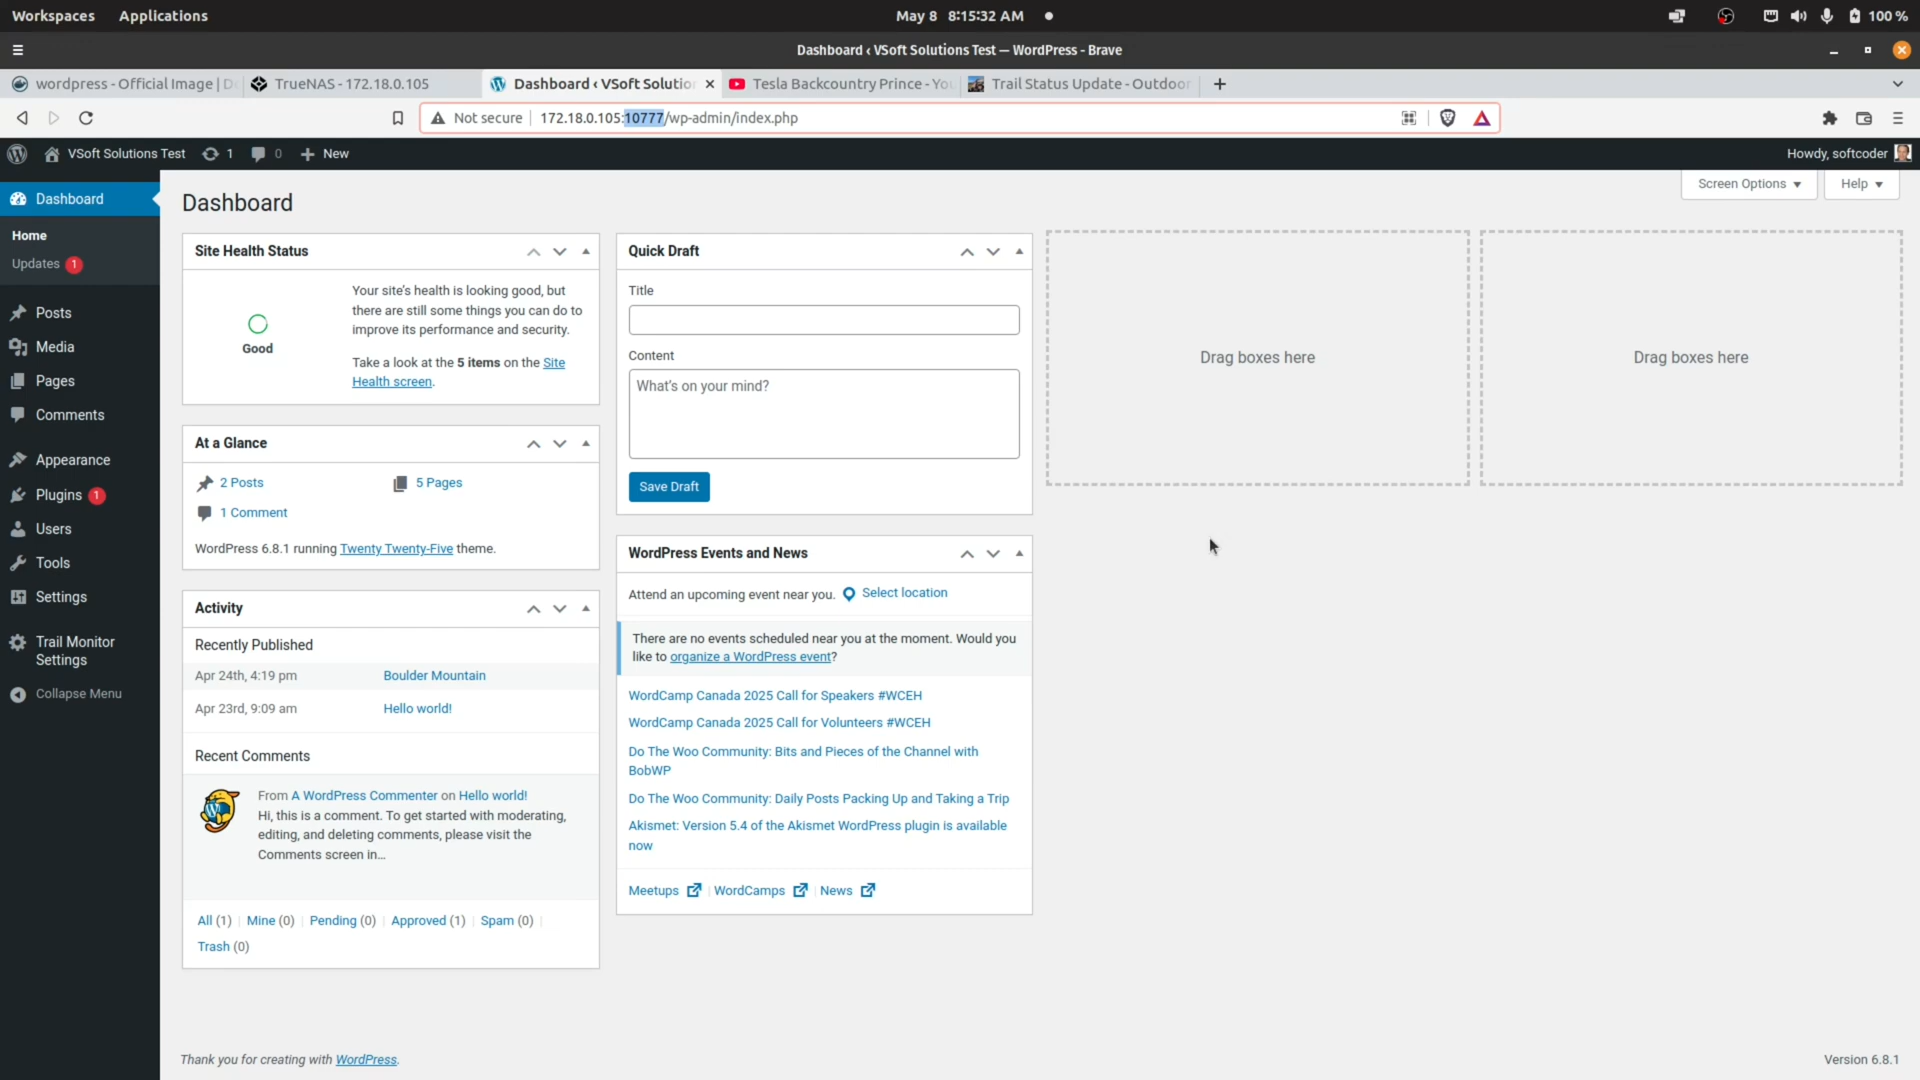 Workspaces Applications May 8 8:15:32 AM 100 %
Dashboard ‹ VSoft Solutions Test — WordPress - Brave
wordpress - Official Image | D TrueNAS - 172.18.0.105 Dashboard ‹ VSoft Solution Tesla Backcountry Prince - You Trail Status Update - Outdoor
Not secure 172.18.0.105:10777/wp-admin/index.php
VSoft Solutions Test 1 0 New Howdy, softcoder
Screen Options Help
Dashboard
Home
Updates 1
Posts
Media
Pages
Comments
Appearance
Plugins 1
Users
Tools
Settings
Trail Monitor
Settings
Collapse Menu
Dashboard
Site Health Status
Good
Your site's health is looking good, but
there are still some things you can do to
improve its performance and security.
Take a look at the 5 items on the Site
Health screen.
At a Glance
2 Posts 5 Pages
1 Comment
WordPress 6.8.1 running Twenty Twenty-Five theme.
Activity
Recently Published
Apr 24th, 4:19 pm Boulder Mountain
Apr 23rd, 9:09 am Hello world!
Recent Comments
From A WordPress Commenter on Hello world!
Hi, this is a comment. To get started with moderating,
editing, and deleting comments, please visit the
Comments screen in...
All (1) | Mine (0) | Pending (0) | Approved (1) | Spam (0) |
Trash (0)
Quick Draft
Title
Content
What's on your mind?
Save Draft
WordPress Events and News
Attend an upcoming event near you. Select location
There are no events scheduled near you at the moment. Would you
like to organize a WordPress event?
WordCamp Canada 2025 Call for Speakers #WCEH
WordCamp Canada 2025 Call for Volunteers #WCEH
Do The Woo Community: Bits and Pieces of the Channel with
BobWP
Do The Woo Community: Daily Posts Packing Up and Taking a Trip
Akismet: Version 5.4 of the Akismet WordPress plugin is available
now
Meetups | WordCamps | News
Drag boxes here
Drag boxes here
Thank you for creating with WordPress.
Version 6.8.1